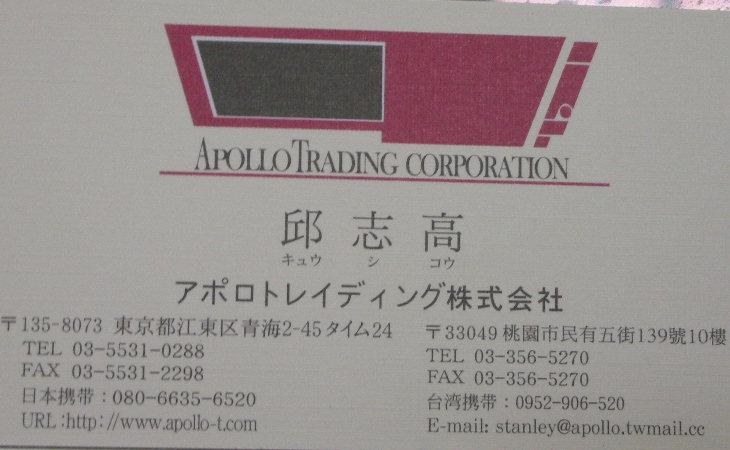 APOLLO TRADING CORPORATION
邱 志 高
キュウ シ コウ
アポロトレイディング株式会社
〒135-8073 東京都江東区青海2-45タイム24
TEL 03-5531-0288
FAX 03-5531-2298
日本携帯：080-6635-6520
URL:http://www.apollo-t.com
〒33049 桃園市民有五街139號10樓
TEL 03-356-5270
FAX 03-356-5270
台湾携帯：0952-906-520
E-mail: stanley@apollo.twmail.cc